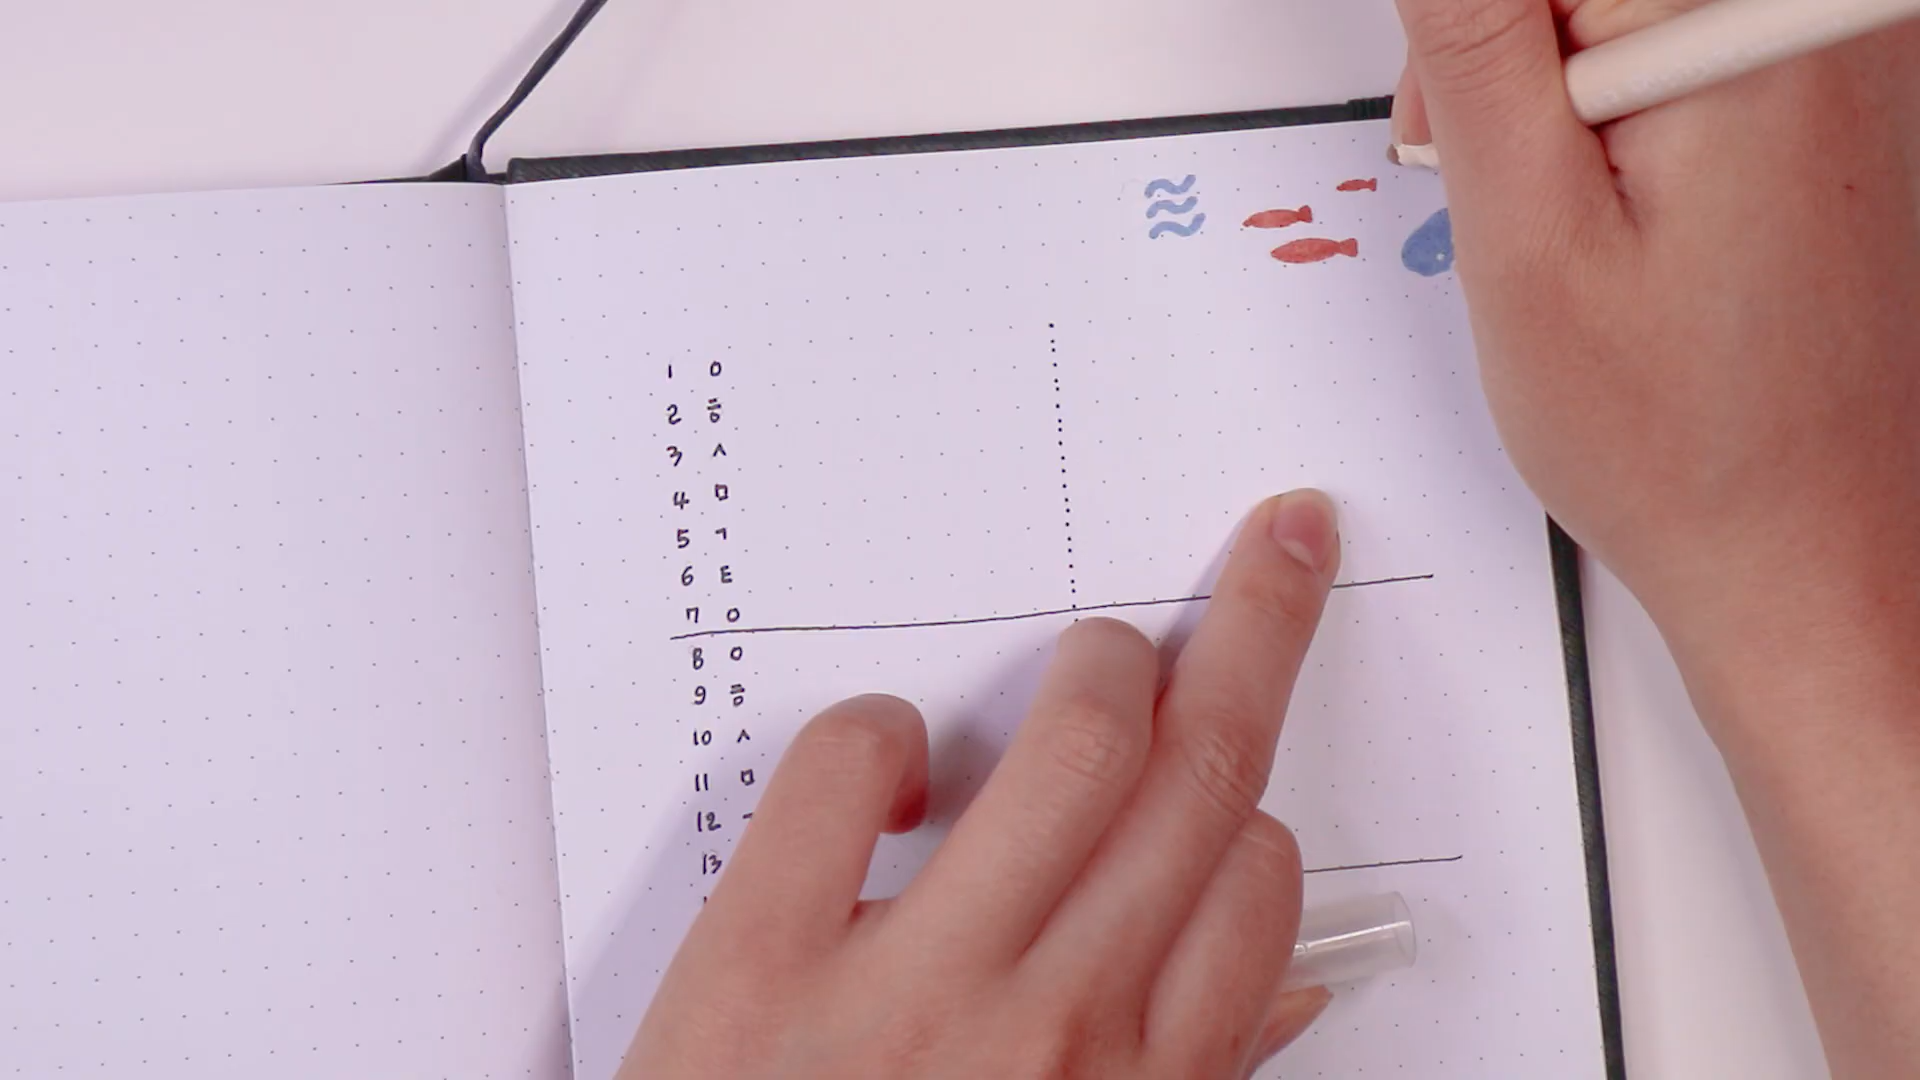 1 ㅇ
2 ㅎ
3 ㅅ
4 ㅁ
5 ㄱ
6 ㅌ
7 ㅇ
8 ㅇ
9 ㅎ
10 ㅅ
11 ㅁ
12
13